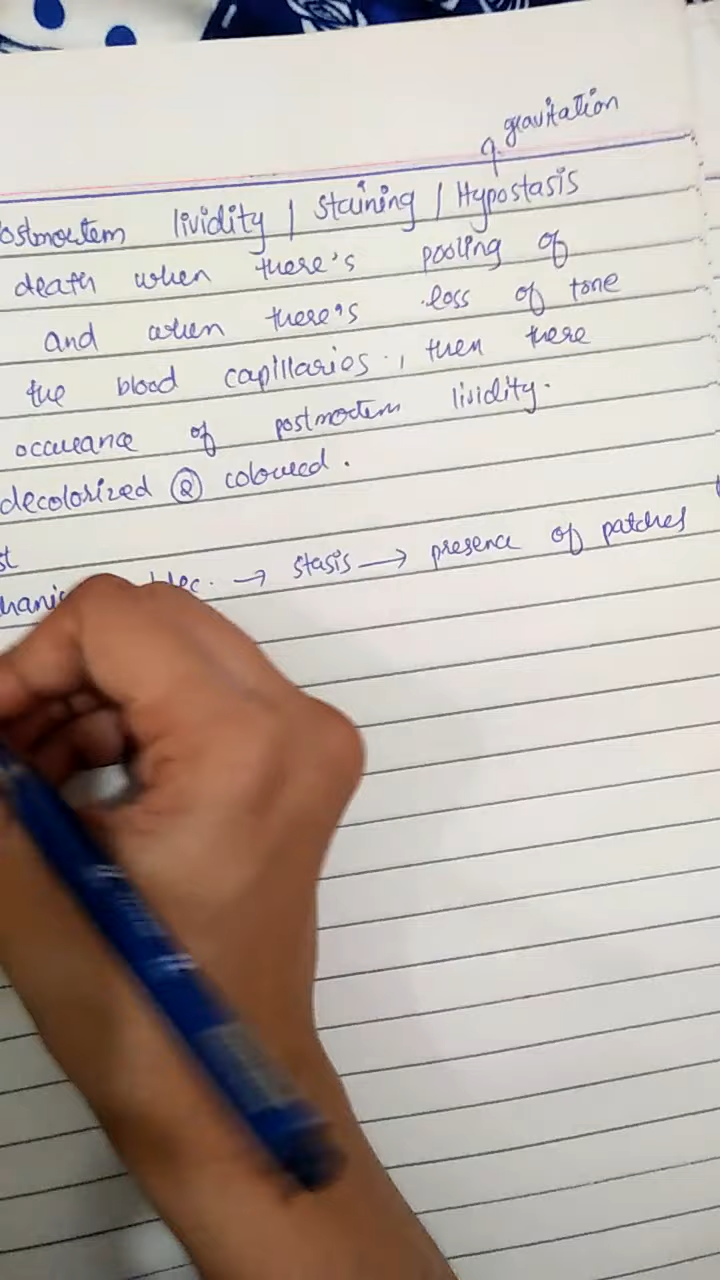 gravitation
ostmortem lividity | Staining | Hypostasis
death when there's pooling of
and when there's loss of tone
the blood capillaries, then there
occurance of postmortem lividity.
decolorized ② coloured.
st
→ stasis → presence of patches